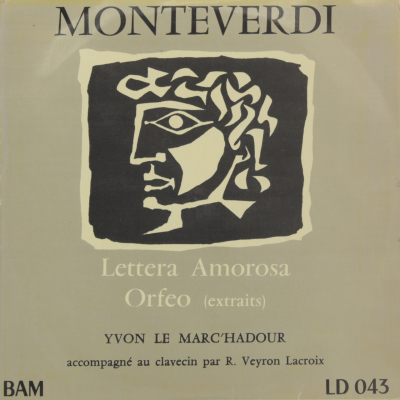 MONTEVERDI
Lettera Amorosa
Orfeo (extraits)
YVON LE MARC'HADOUR
accompagné au clavecin par R. Veyron Lacroix
BAM LD 043